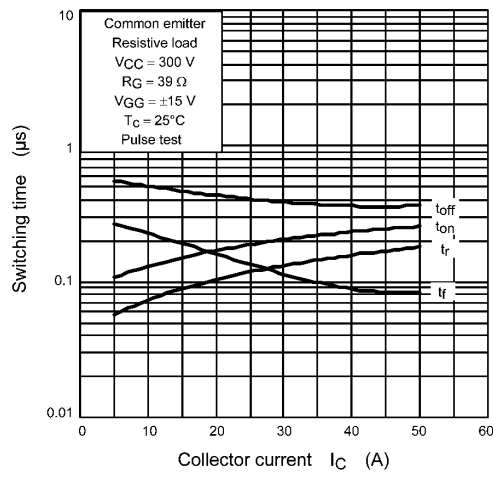 10
Common emitter
Resistive load
VCC = 300 V
RG = 39 Ω
VGG = ±15 V
TC = 25°C
Pulse test
1
Switching time (μs)
toff
ton
tr
0.1
tf
0.01
0 10 20 30 40 50 60
Collector current IC (A)